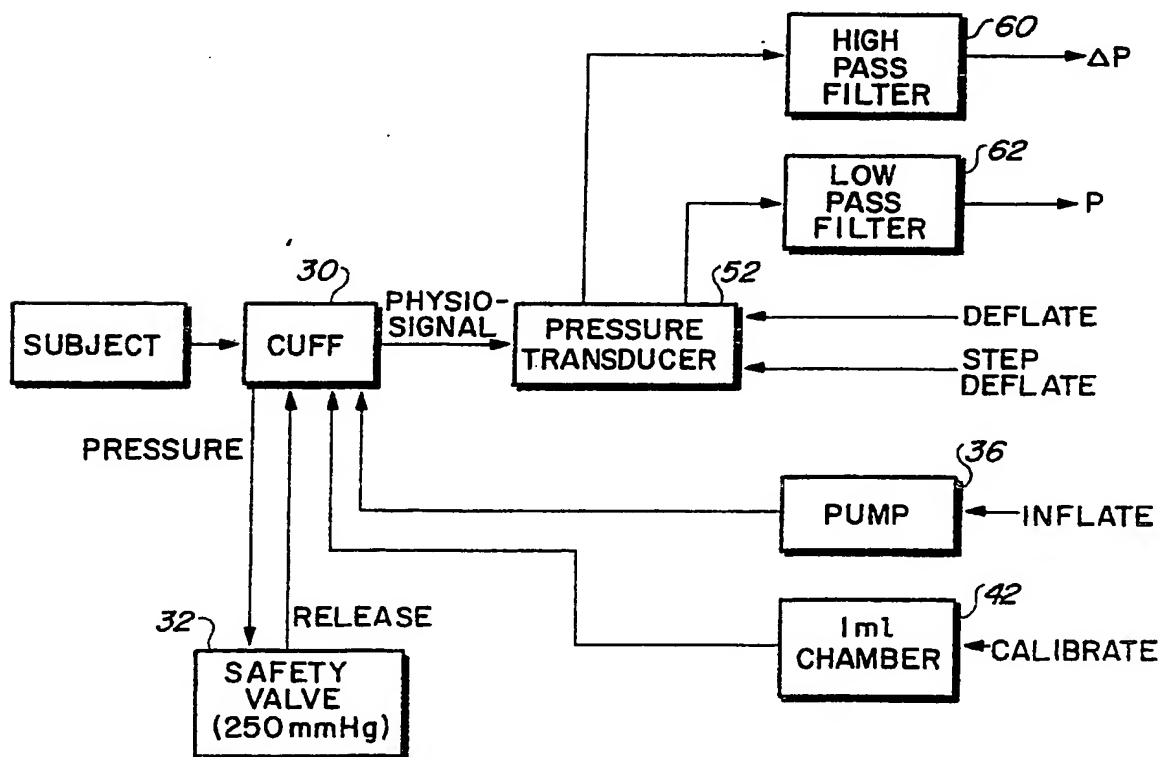 60
HIGH
PASS
FILTER
ΔP
62
LOW
PASS
FILTER
P
30
PHYSIO-
SIGNAL
52
SUBJECT
CUFF
PRESSURE
TRANSDUCER
DEFLATE
STEP
DEFLATE
PRESSURE
36
PUMP
INFLATE
RELEASE
32
42
1ml
CHAMBER
CALIBRATE
SAFETY
VALVE
(250mmHg)